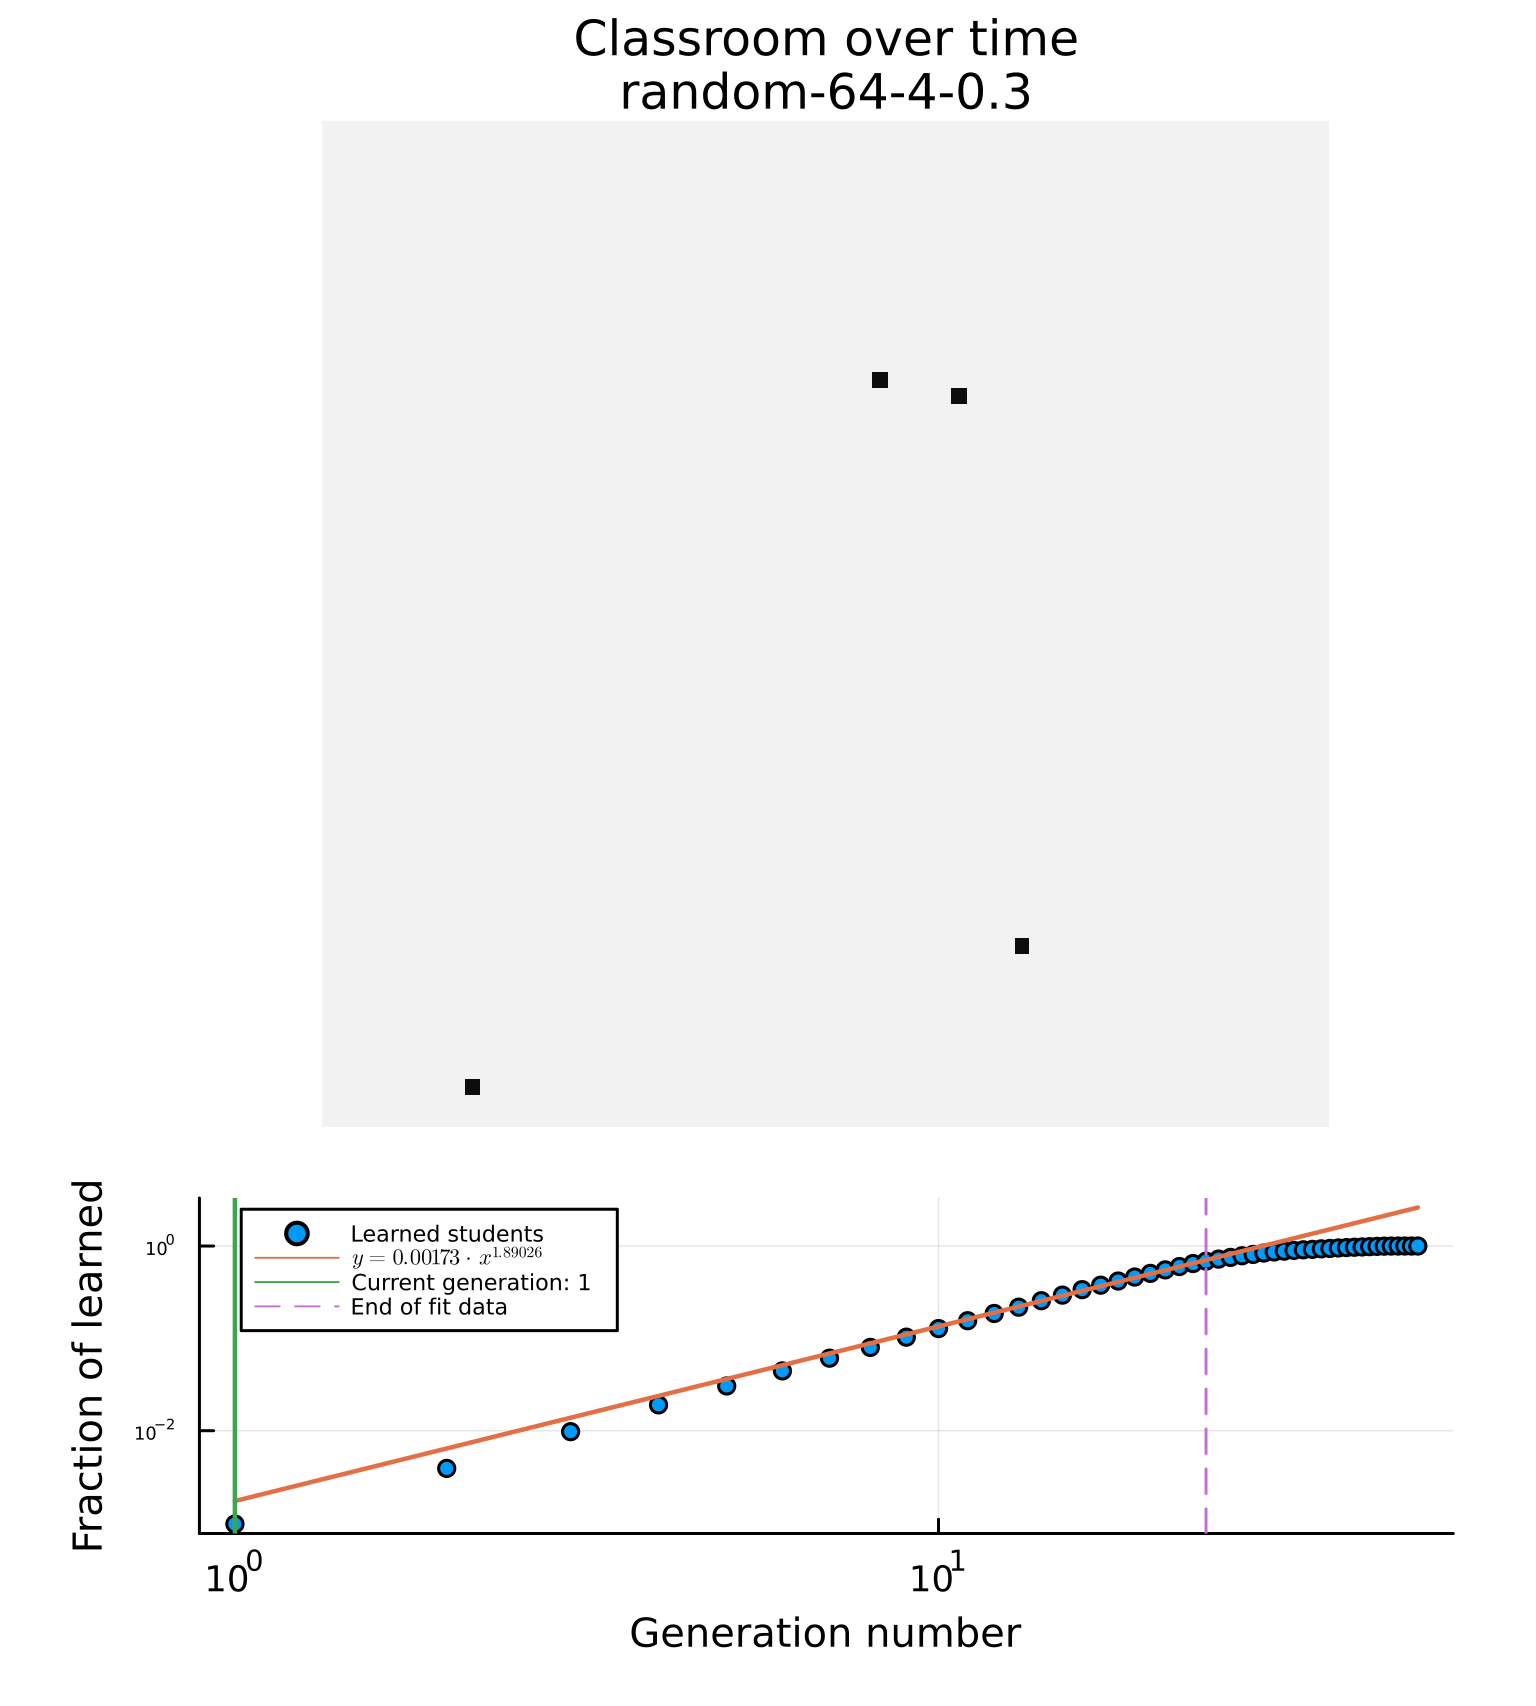 Classroom over time
random-64-4-0.3
Fraction of learned
Learned students
y = 0.00173 · x^1.89026
Current generation: 1
End of fit data
10^0
10^−2
10^0
10^1
Generation number